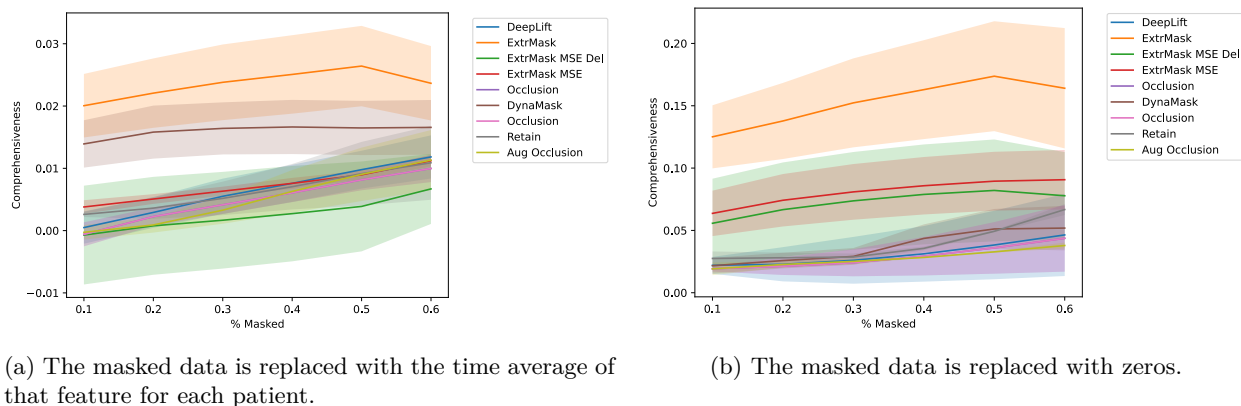 0.03
0.02
0.01
0.00
−0.01
Comprehensiveness
0.1 0.2 0.3 0.4 0.5 0.6
% Masked
DeepLift
ExtrMask
ExtrMask MSE Del
ExtrMask MSE
Occlusion
DynaMask
Occlusion
Retain
Aug Occlusion
0.20
0.15
0.10
0.05
0.00
Comprehensiveness
0.1 0.2 0.3 0.4 0.5 0.6
% Masked
DeepLift
ExtrMask
ExtrMask MSE Del
ExtrMask MSE
Occlusion
DynaMask
Occlusion
Retain
Aug Occlusion
(a) The masked data is replaced with the time average of
that feature for each patient.
(b) The masked data is replaced with zeros.